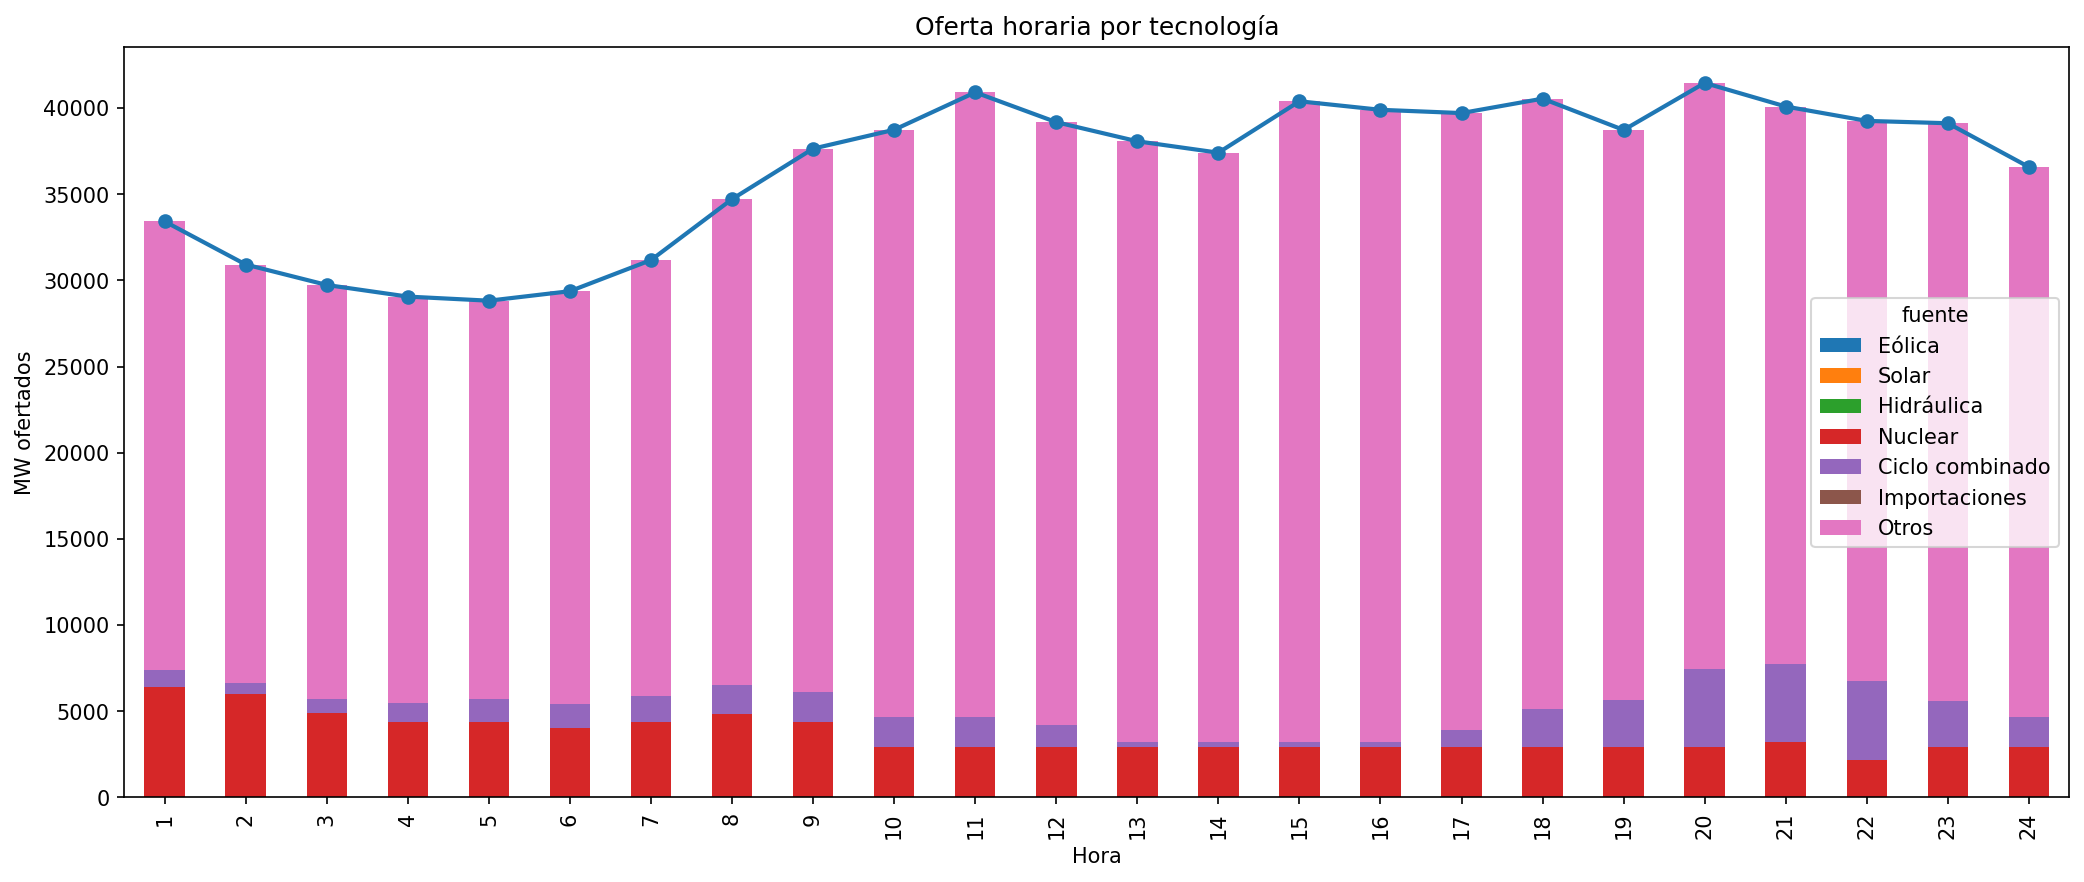 Oferta horaria por tecnología
MW ofertados
40000
35000
30000
25000
20000
15000
10000
5000
0
fuente
Eólica
Solar
Hidráulica
Nuclear
Ciclo combinado
Importaciones
Otros
1 2 3 4 5 6 7 8 9 10 11 12 13 14 15 16 17 18 19 20 21 22 23 24
Hora